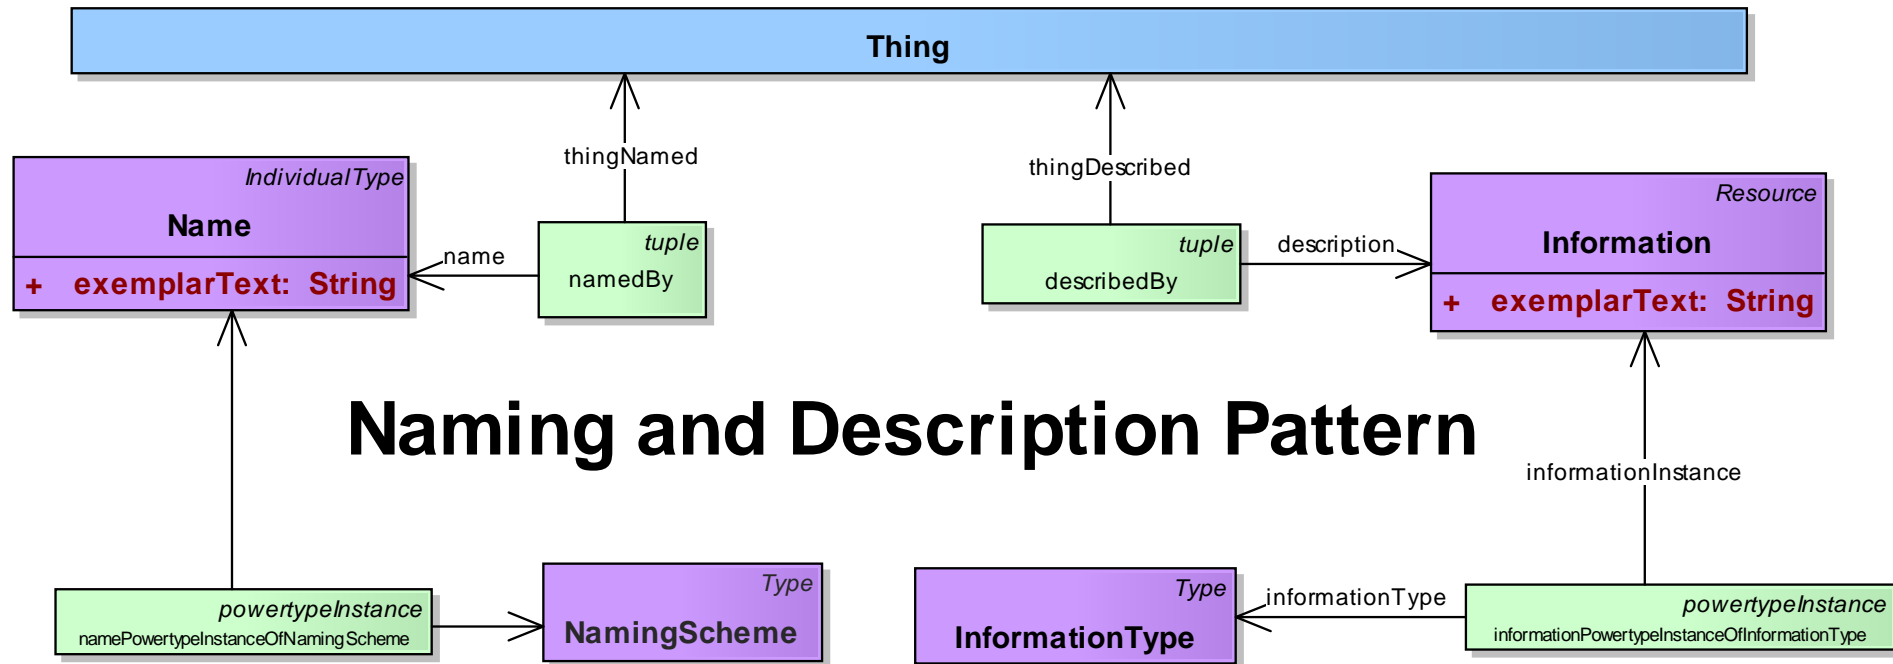 Thing
thingNamed
thingDescribed
IndividualType
Name
+ exemplarText: String
name
tuple
namedBy
tuple
describedBy
description
Resource
Information
+ exemplarText: String
Naming and Description Pattern
informationInstance
powertypeInstance
namePowertypeInstanceOfNamingScheme
Type
NamingScheme
Type
InformationType
informationType
powertypeInstance
informationPowertypeInstanceOfInformationType